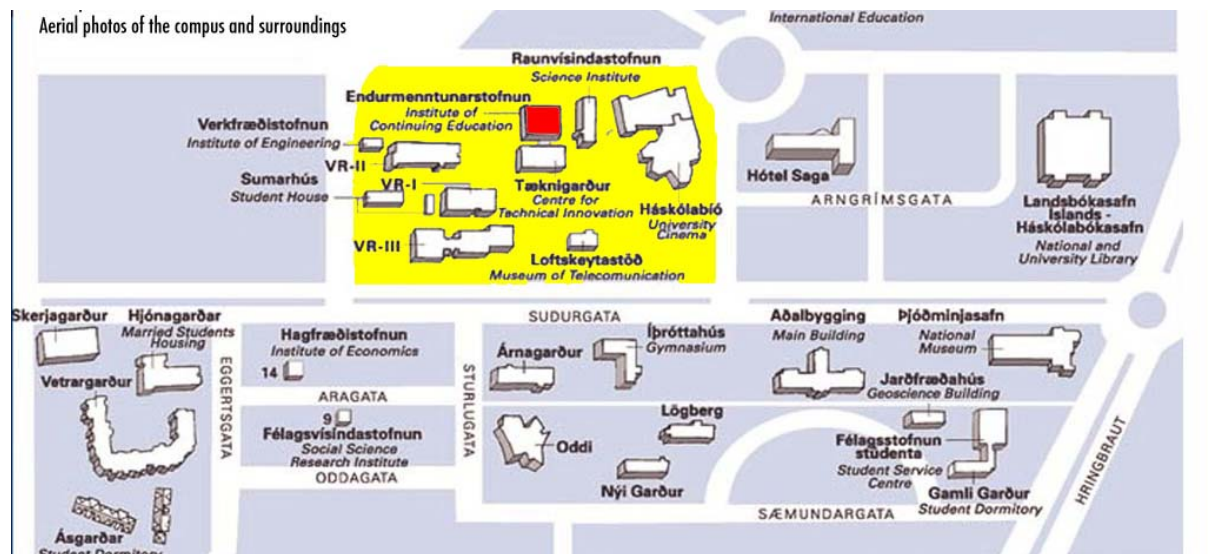 Aerial photos of the compus and surroundings
International Education
Raunvísindastofnun
Science Institute
Endurmenntunarstofnun
Institute of
Continuing Education
Verkfræðistofnun
Institute of Engineering
VR-II
Sumarhús
Student House
VR-I
Tæknigarður
Centre for
Technical Innovation
Háskólabíó
University
Cinema
VR-III
Loftskeytastöð
Museum of Telecomunication
Hótel Saga
ARNGRÍMSGATA
Landsbókasafn
Íslands -
Háskólabókasafn
National and
University Library
SUDURGATA
Skerjagarður
Hjónagarðar
Married Students
Housing
Vetrargarður
EGGERTSGATA
Hagfræðistofnun
Institute of Economics
14
ARAGATA
9
Félagsvísindastofnun
Social Science
Research Institute
ODDAGATA
STURLUGATA
Árnagarður
Íþróttahús
Gymnasium
Aðalbygging
Main Building
Þjóðminjasafn
National
Museum
Jarðfræðahús
Geoscience Building
Lögberg
Oddi
Nýi Garður
Félagsstofnun
stúdenta
Student Service
Centre
Gamli Garður
Student Dormitory
SÆMUNDARGATA
HRINGBRAUT
Ásgarðar
Student Dormitory